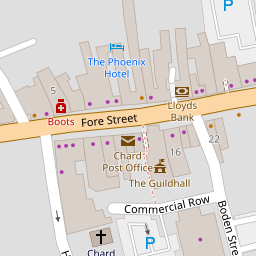 P
The Phoenix
Hotel
5
Boots
Fore Street
Lloyds
Bank
22
16
Chard
Post Office
The Guildhall
Commercial Row
Boden Stre
P
H
Chard